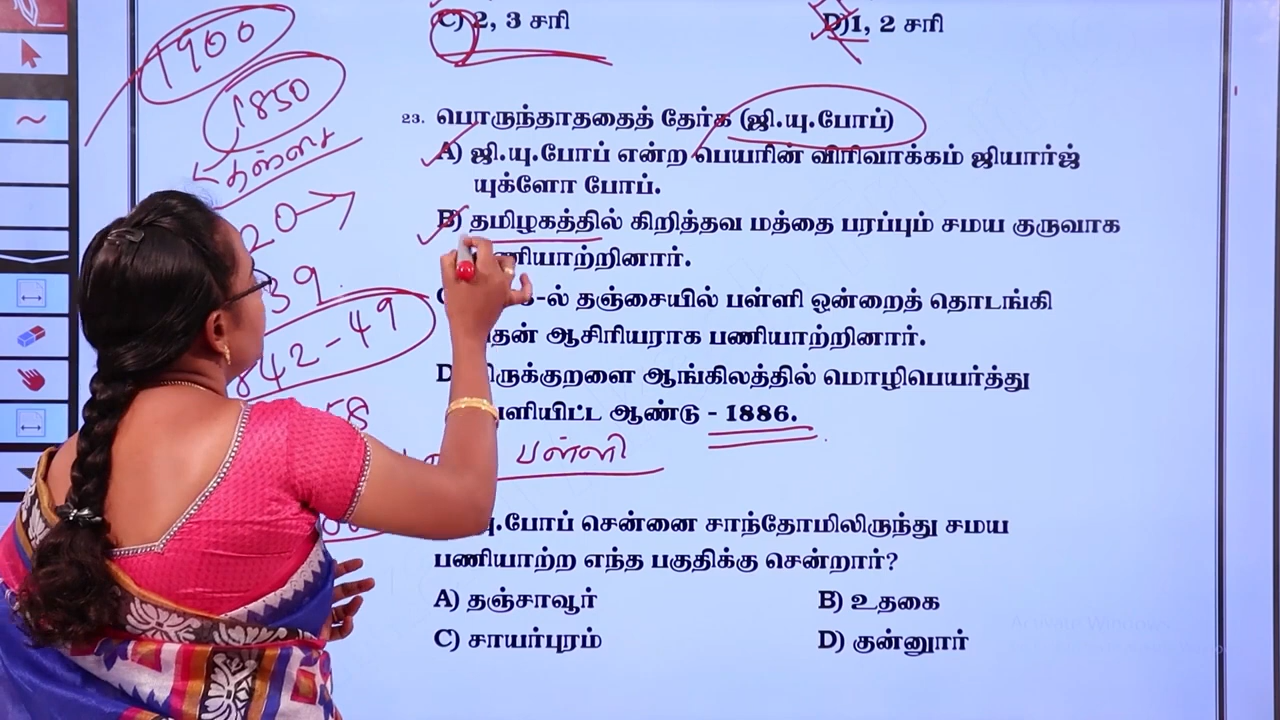 C) 2, 3 சரி
D) 1, 2 சரி
1900
1850
தஞ்சை
20
39
842-49
58
23. பொருந்தாததைத் தேர்க (ஜி.யு.போப்)
A) ஜி.யு.போப் என்ற பெயரின் விரிவாக்கம் ஜியார்ஜ்
யுக்ளோ போப்.
B) தமிழகத்தில் கிறித்தவ மத்தை பரப்பும் சமய குருவாக
ணியாற்றினார்.
-ல் தஞ்சையில் பள்ளி ஒன்றைத் தொடங்கி
தன் ஆசிரியராக பணியாற்றினார்.
D ிருக்குறளை ஆங்கிலத்தில் மொழிபெயர்த்து
ளியிட்ட ஆண்டு - 1886.
பள்ளி
யு.போப் சென்னை சாந்தோமிலிருந்து சமய
பணியாற்ற எந்த பகுதிக்கு சென்றார்?
A) தஞ்சாவூர்
B) உதகை
C) சாயர்புரம்
D) குன்னுார்